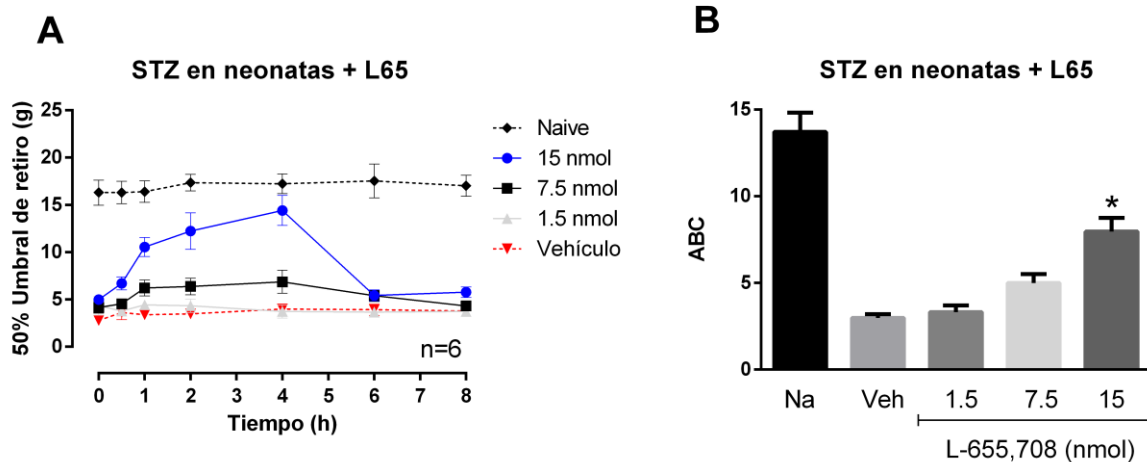 A
STZ en neonatas + L65
50% Umbral de retiro (g)
25
20
15
10
5
0
0 1 2 3 4 5 6 7 8
Tiempo (h)
n=6
Naive
15 nmol
7.5 nmol
1.5 nmol
Vehículo
B
STZ en neonatas + L65
ABC
15
10
5
0
*
Na Veh 1.5 7.5 15
L-655,708 (nmol)